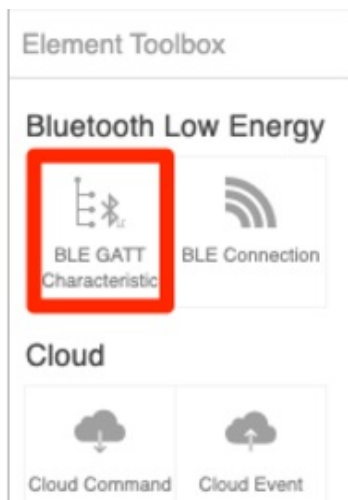 Element Toolbox
Bluetooth Low Energy
BLE GATT
Characteristic
BLE Connection
Cloud
Cloud Command
Cloud Event